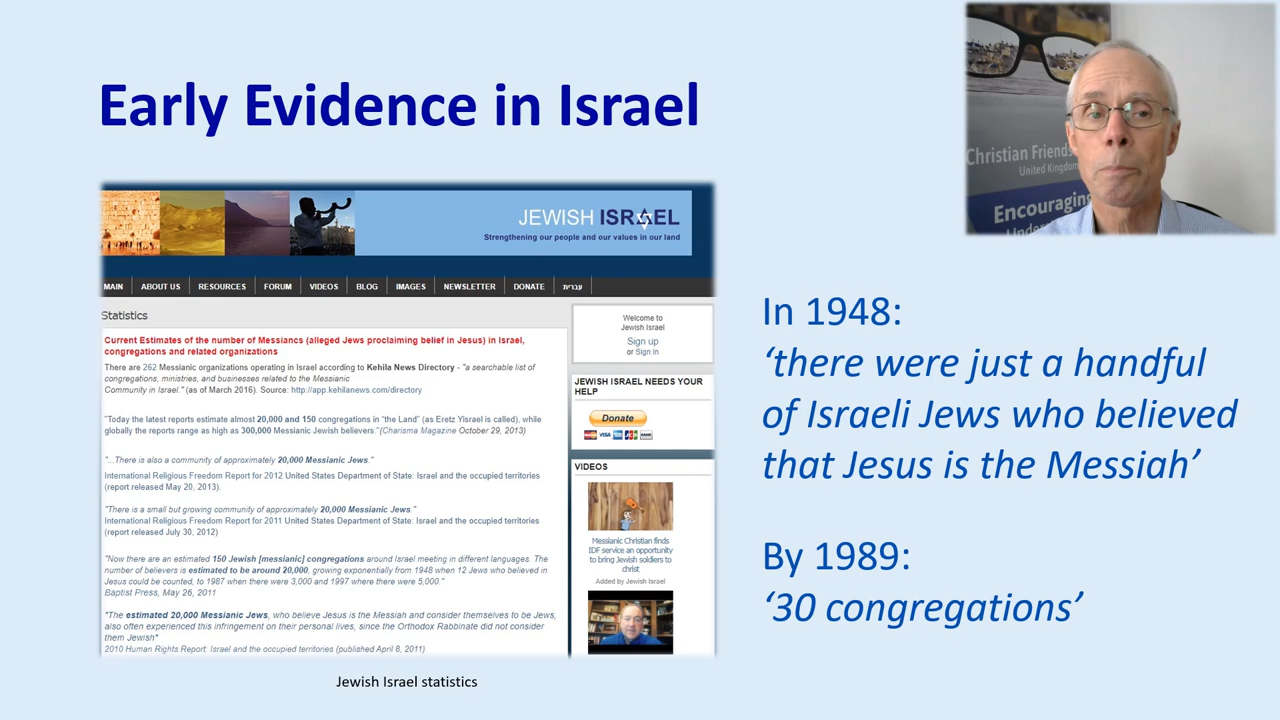 Early Evidence in Israel
Christian Friends
United Kingdom
Encouraging
JEWISH ISRAEL
Strengthening our people and our values in our land
MAIN ABOUT US RESOURCES FORUM VIDEOS BLOG IMAGES NEWSLETTER DONATE עברית
Statistics
Current Estimates of the number of Messiancs (alleged Jews proclaiming belief in Jesus) in Israel,
congregations and related organizations
There are 262 Messianic organizations operating in Israel according to Kehila News Directory - "a searchable list of
congregations, ministries, and businesses related to the Messianic
Community in Israel." (as of March 2016). Source: http://app.kehilanews.com/directory
"Today the latest reports estimate almost 20,000 and 150 congregations in "the Land" (as Eretz Yisrael is called), while
globally the reports range as high as 300,000 Messianic Jewish believers."(Charisma Magazine October 29, 2013)
"...There is also a community of approximately 20,000 Messianic Jews."
International Religious Freedom Report for 2012 United States Department of State: Israel and the occupied territories
(report released May 20, 2013).
"There is a small but growing community of approximately 20,000 Messianic Jews."
International Religious Freedom Report for 2011 United States Department of State: Israel and the occupied territories
(report released July 30, 2012)
"Now there are an estimated 150 Jewish [messianic] congregations around Israel meeting in different languages. The
number of believers is estimated to be around 20,000, growing exponentially from 1948 when 12 Jews who believed in
Jesus could be counted, to 1987 when there were 3,000 and 1997 where there were 5,000."
Baptist Press, May 26, 2011
"The estimated 20,000 Messianic Jews, who believe Jesus is the Messiah and consider themselves to be Jews,
also often experienced this infringement on their personal lives, since the Orthodox Rabbinate did not consider
them Jewish"
2010 Human Rights Report: Israel and the occupied territories (published April 8, 2011)
Welcome to
Jewish Israel
Sign up
or Sign In
JEWISH ISRAEL NEEDS YOUR
HELP
Donate
VISA
VIDEOS
Messianic Christian finds
IDF service an opportunity
to bring Jewish soldiers to
christ
Added by Jewish Israel
Jewish Israel statistics
In 1948:
‘there were just a handful
of Israeli Jews who believed
that Jesus is the Messiah’
By 1989:
‘30 congregations’